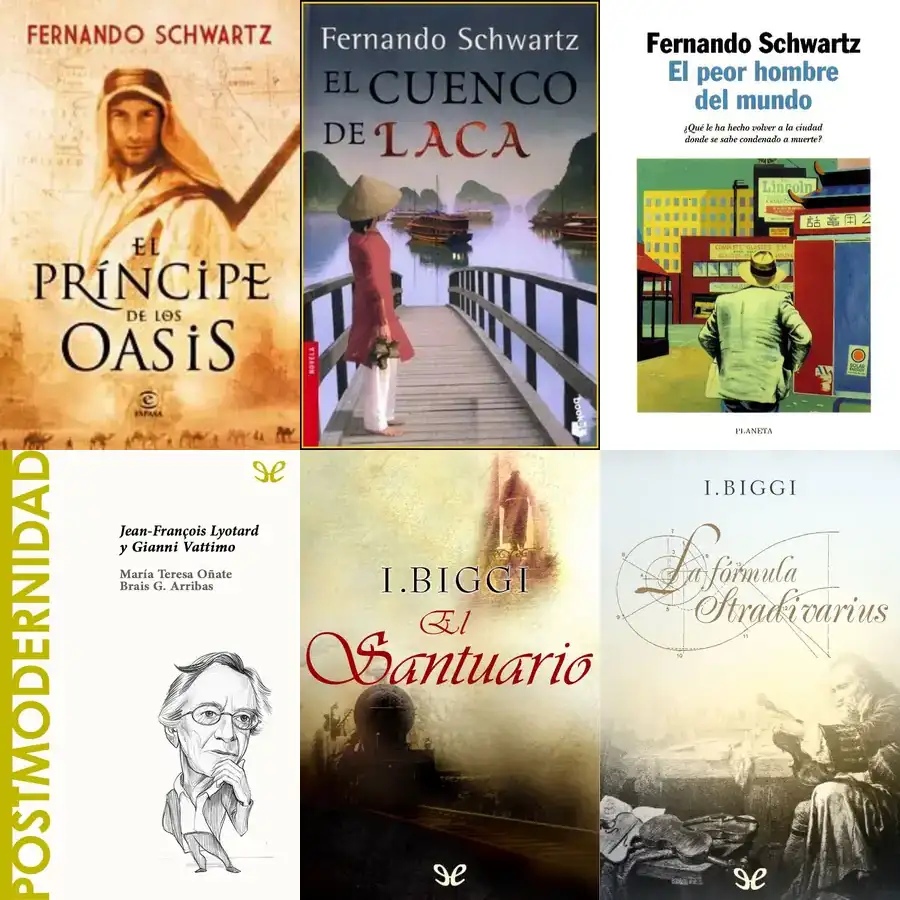 FERNANDO SCHWARTZ
EL
PRÍNCIPE
DE LOS
OASIS
ESPASA
Fernando Schwartz
EL CUENCO
DE LACA
NOVELA
booket
Fernando Schwartz
El peor hombre
del mundo
¿Qué le ha hecho volver a la ciudad
donde se sabe condenado a muerte?
Lincoln
PLANETA
POSTMODERNIDAD
Jean-François Lyotard
y Gianni Vattimo
María Teresa Oñate
Brais G. Arribas
I.BIGGI
El
Santuario
I.BIGGI
La fórmula
Stradivarius